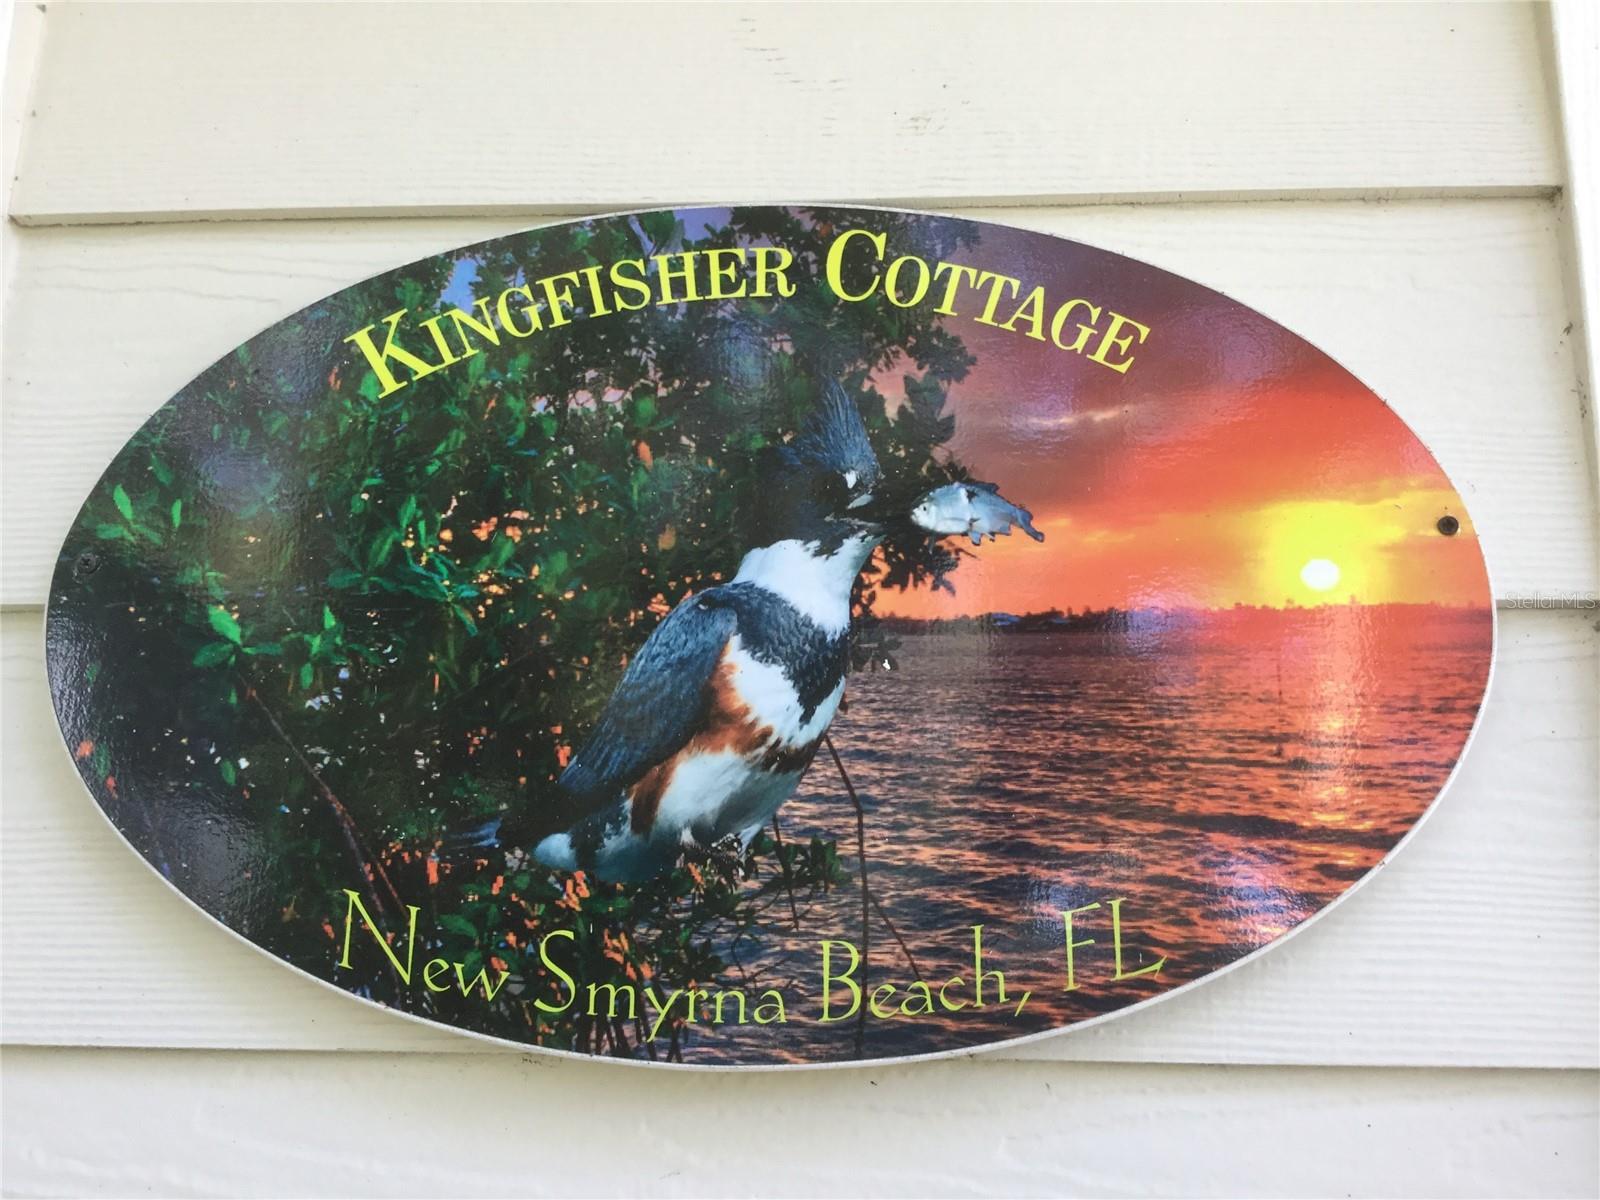 KINGFISHER COTTAGE
Stellar MLS
New Smyrna Beach, FL